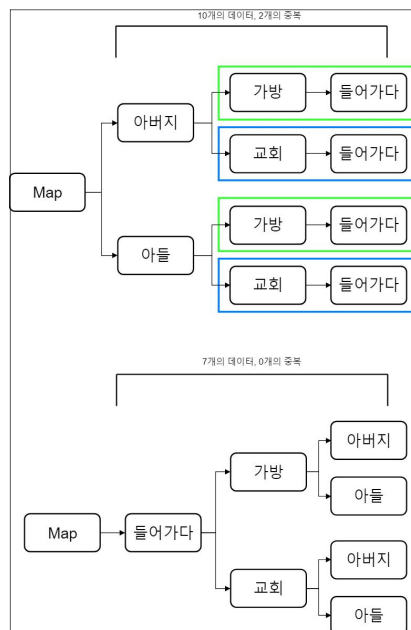 10개의 데이터, 2개의 중복
가방 들어가다
아버지
교회 들어가다
Map
가방 들어가다
아들
교회 들어가다
7개의 데이터, 0개의 중복
아버지
가방
아들
Map 들어가다
아버지
교회
아들